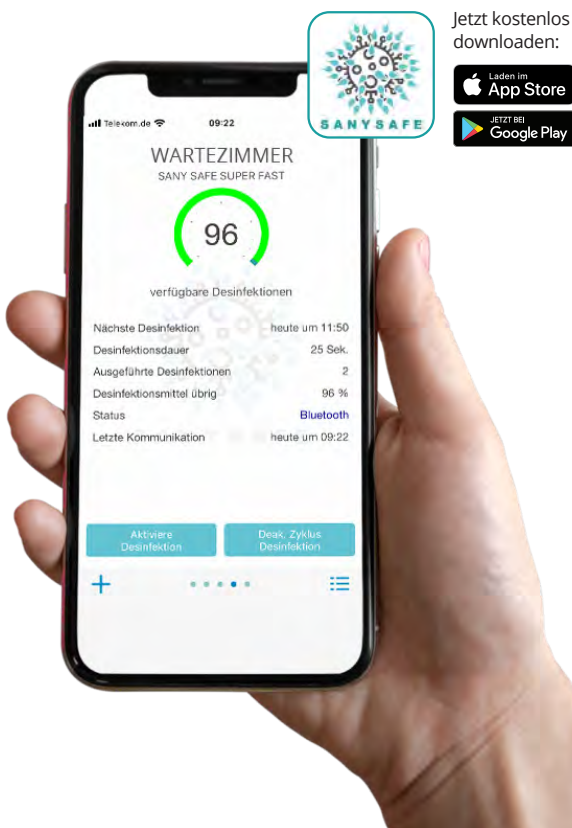 Jetzt kostenlos
downloaden:
Laden im
App Store
JETZT BEI
Google Play
SANYSAFE
Telekom.de 09:22
WARTEZIMMER
SANY SAFE SUPER FAST
96
verfügbare Desinfektionen
Nächste Desinfektion heute um 11:50
Desinfektionsdauer 25 Sek.
Ausgeführte Desinfektionen 2
Desinfektionsmittel übrig 96 %
Status Bluetooth
Letzte Kommunikation heute um 09:22
Aktiviere Deak. Zyklus
Desinfektion Desinfektion